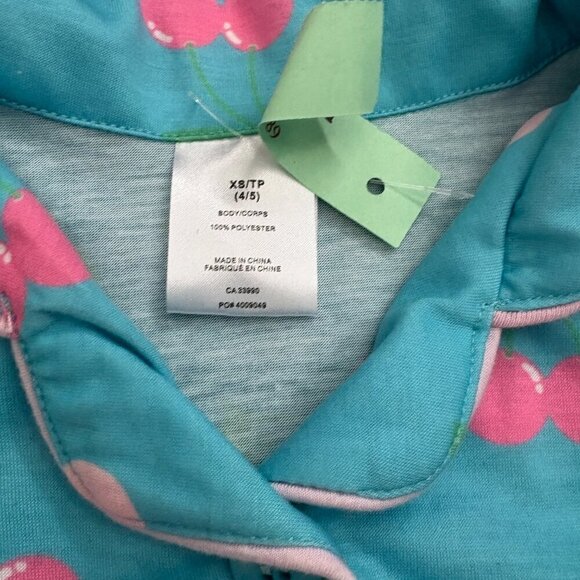 XS/TP
(4/5)
BODY/CORPS
100% POLYESTER
MADE IN CHINA
FABRIQUÉ EN CHINE
CA 33990
PO# 4009049